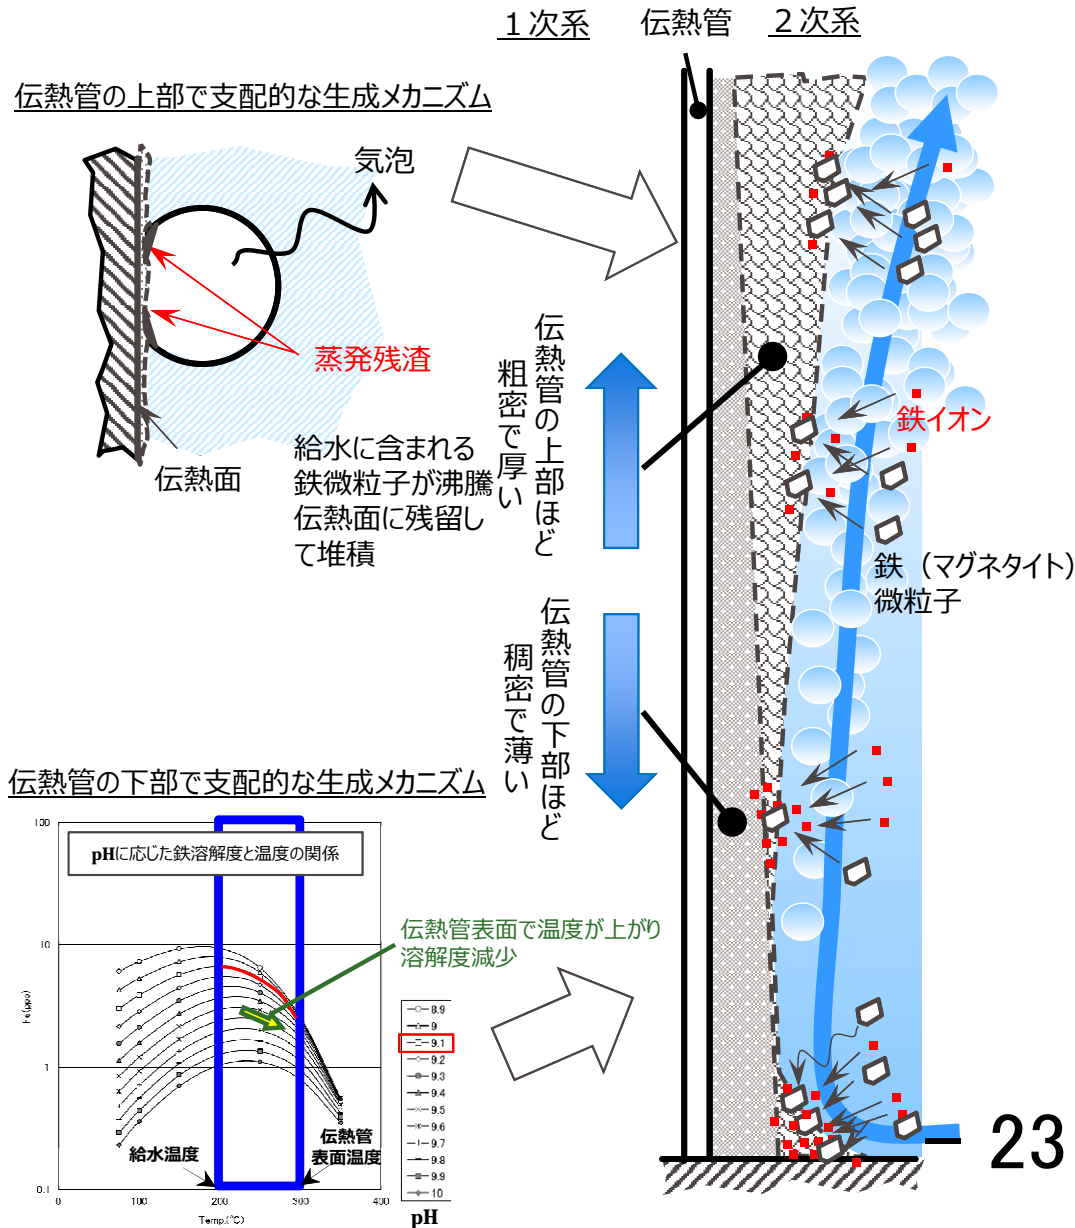 １次系
伝熱管
２次系
伝熱管の上部で支配的な生成メカニズム
気泡
蒸発残渣
伝熱面
給水に含まれる
鉄微粒子が沸騰
伝熱面に残留し
て堆積
伝熱管の上部ほど
粗密で厚い
鉄イオン
鉄（マグネタイト）
微粒子
伝熱管の下部ほど
稠密で薄い
伝熱管の下部で支配的な生成メカニズム
pHに応じた鉄溶解度と温度の関係
伝熱管表面で温度が上がり
溶解度減少
100
10
1
0.1
Fe(ppb)
給水温度
伝熱管
表面温度
0
100
200
300
400
Temp.(℃)
8.9
9
9.1
9.2
9.3
9.4
9.5
9.6
9.7
9.8
9.9
10
pH
23